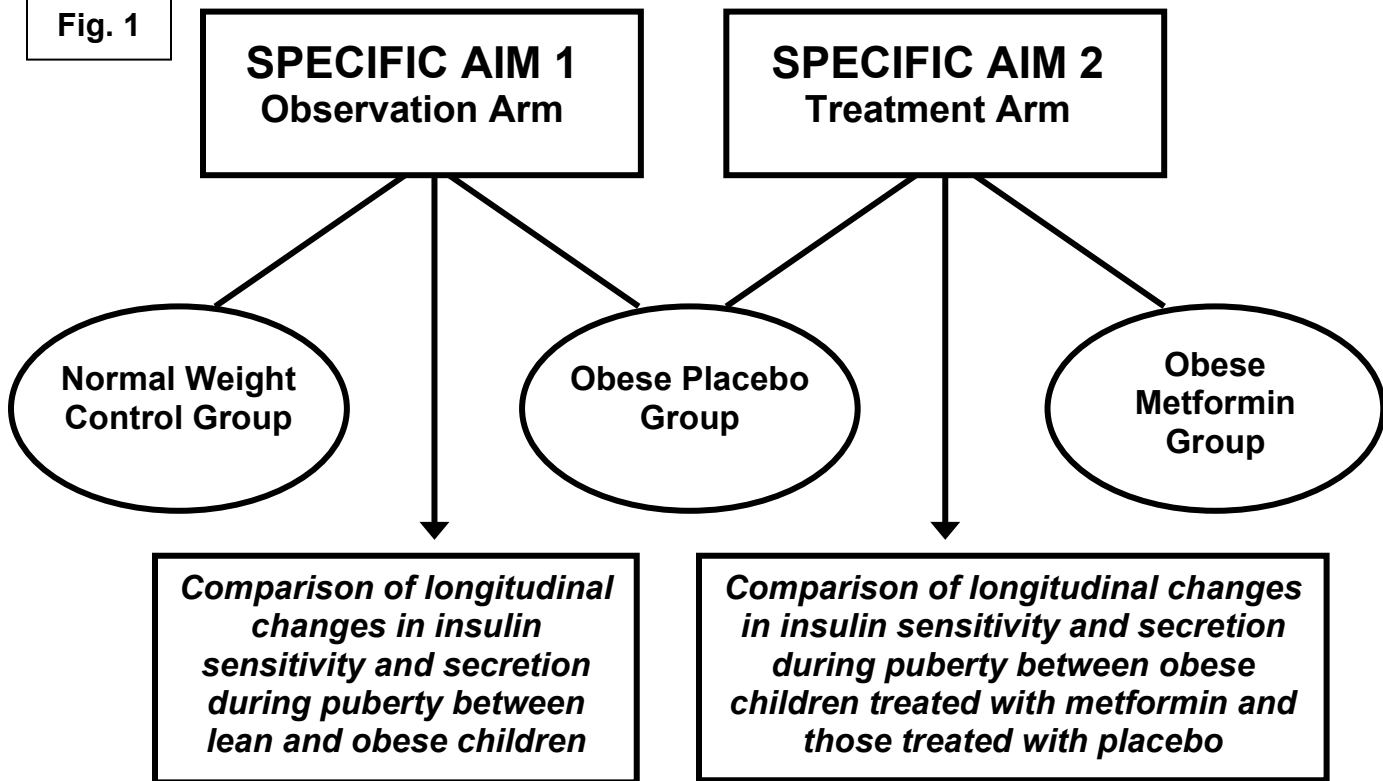 Fig. 1
SPECIFIC AIM 1
Observation Arm
SPECIFIC AIM 2
Treatment Arm
Normal Weight
Control Group
Obese Placebo
Group
Obese
Metformin
Group
Comparison of longitudinal
changes in insulin
sensitivity and secretion
during puberty between
lean and obese children
Comparison of longitudinal changes
in insulin sensitivity and secretion
during puberty between obese
children treated with metformin and
those treated with placebo